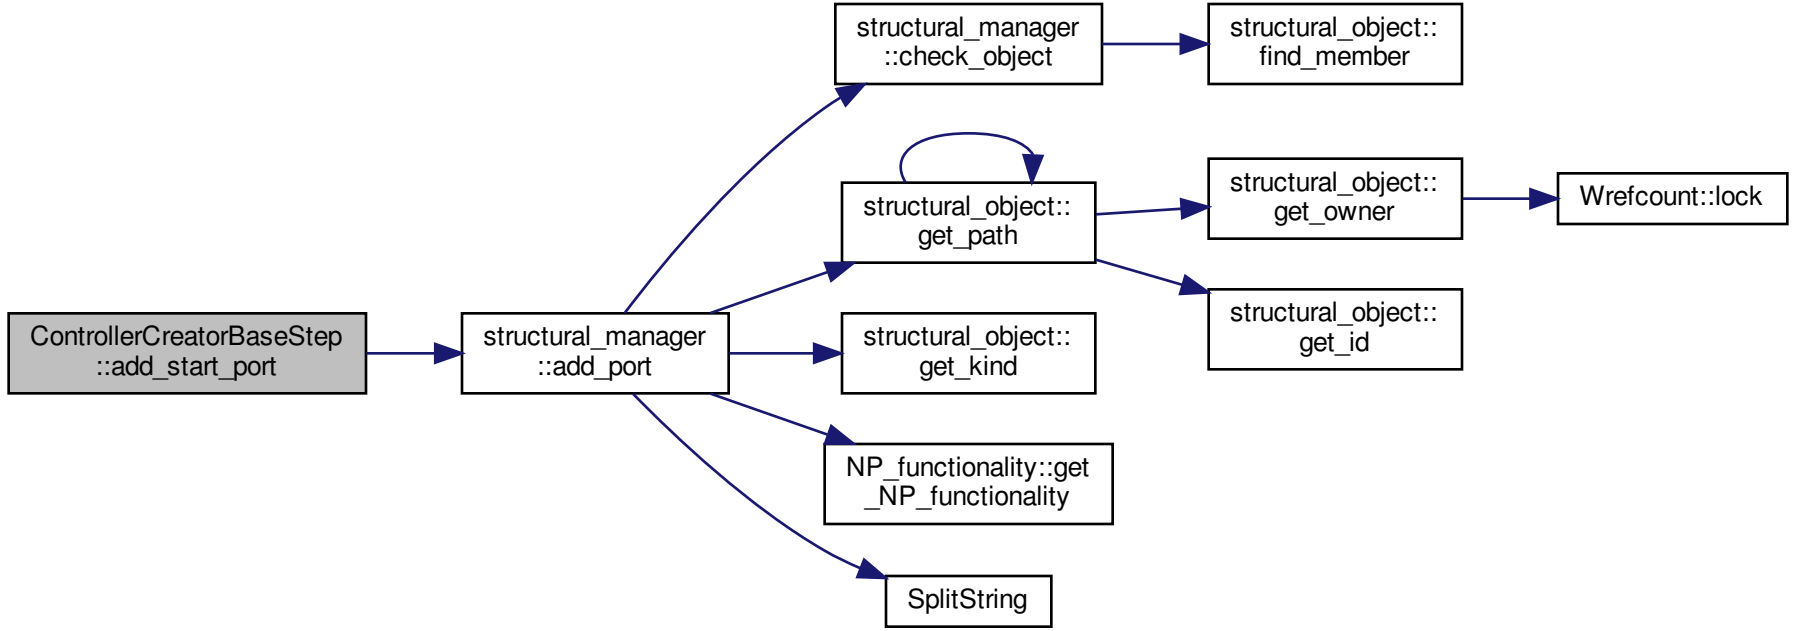 structural_manager
::check_object
structural_object::
find_member
structural_object::
get_path
structural_object::
get_owner
Wrefcount::lock
structural_object::
get_id
ControllerCreatorBaseStep
::add_start_port
structural_manager
::add_port
structural_object::
get_kind
NP_functionality::get
_NP_functionality
SplitString